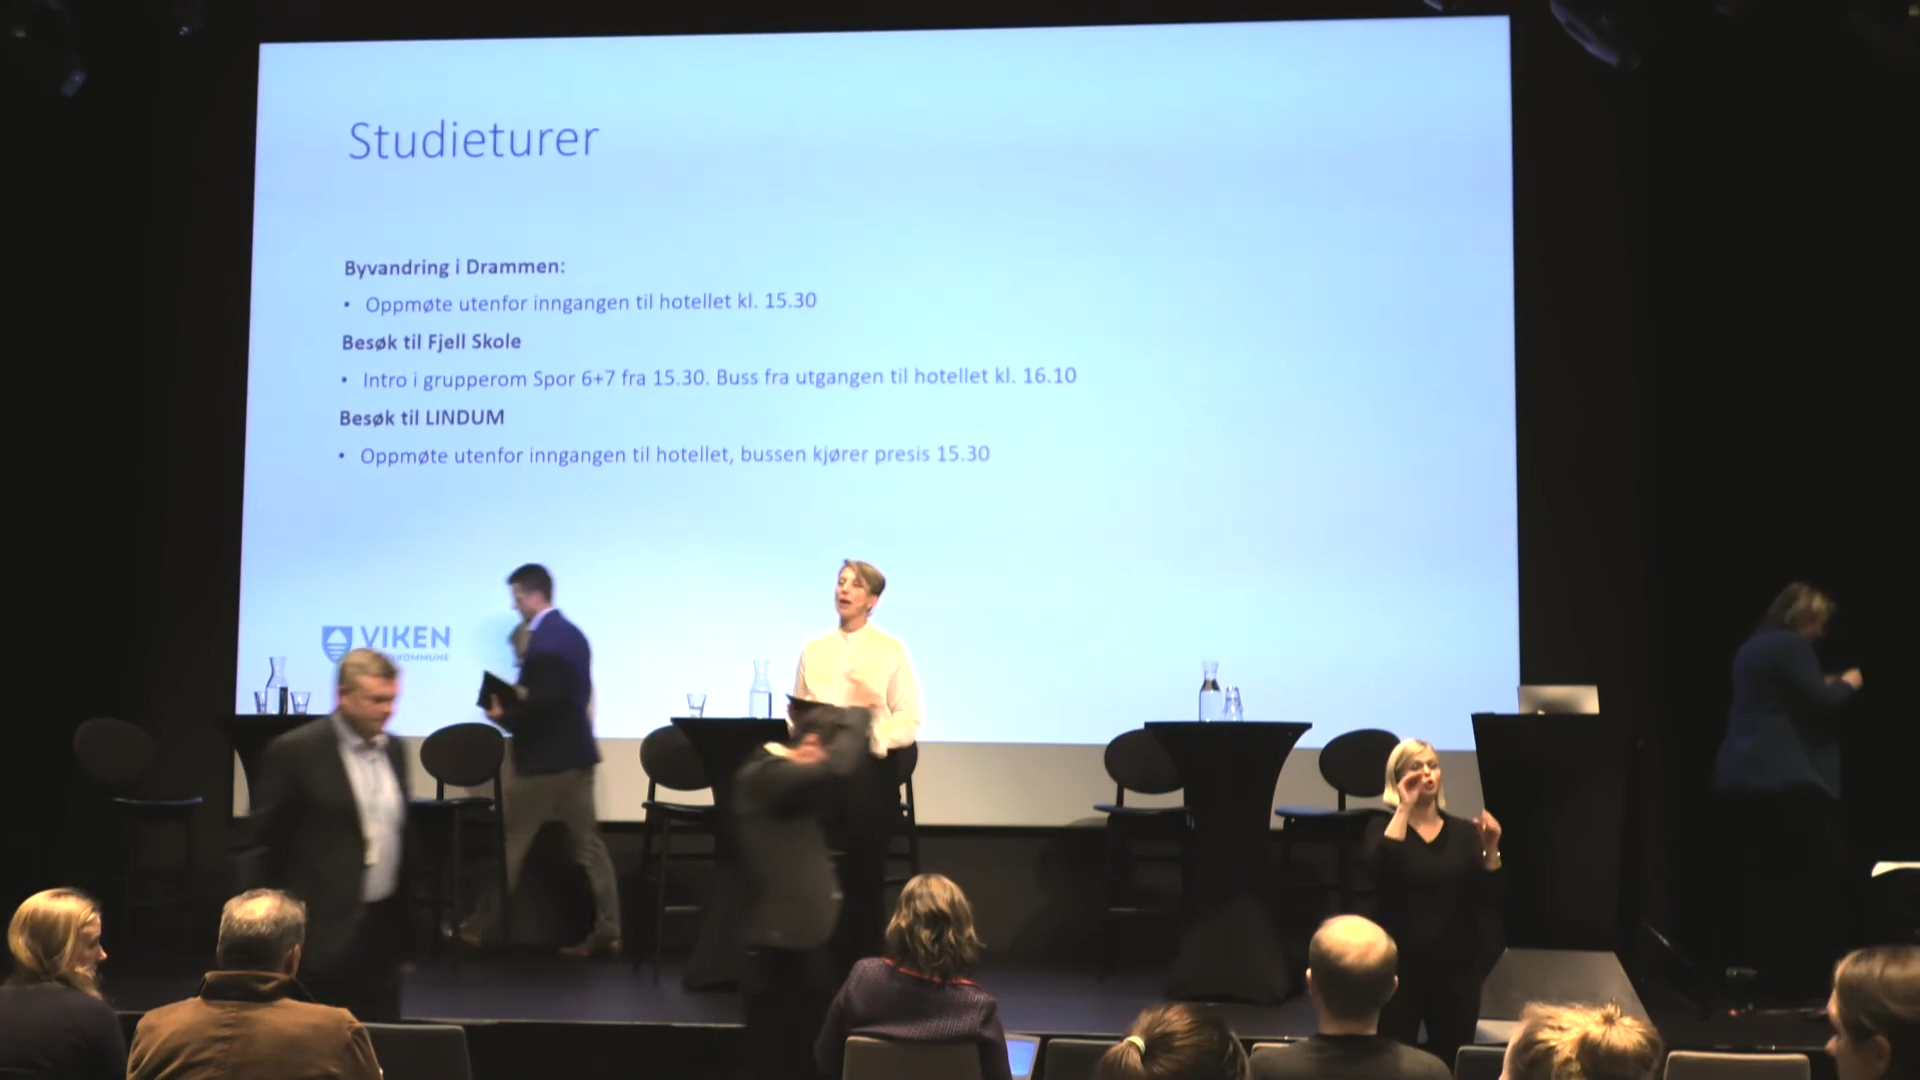 Studieturer
Byvandring i Drammen:
• Oppmøte utenfor inngangen til hotellet kl. 15.30
Besøk til Fjell Skole
• Intro i grupperom Spor 6+7 fra 15.30. Buss fra utgangen til hotellet kl. 16.10
Besøk til LINDUM
• Oppmøte utenfor inngangen til hotellet, bussen kjører presis 15.30
VIKEN